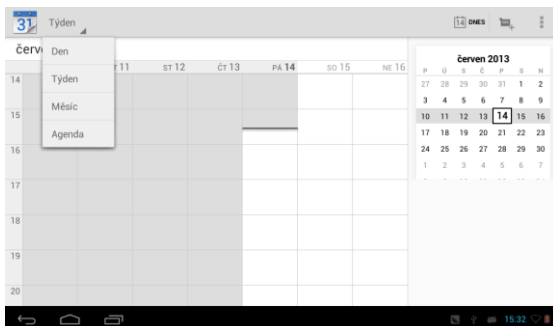 31 Týden 14 DNES
červ
Den
Týden
Měsíc
Agenda
11 ST 12 ČT 13 PÁ 14 SO 15 NE 16
14
15
16
17
18
19
20
červen 2013
P Ú S Č P S N
27 28 29 30 31 1 2
3 4 5 6 7 8 9
10 11 12 13 14 15 16
17 18 19 20 21 22 23
24 25 26 27 28 29 30
1 2 3 4 5 6 7
15:32